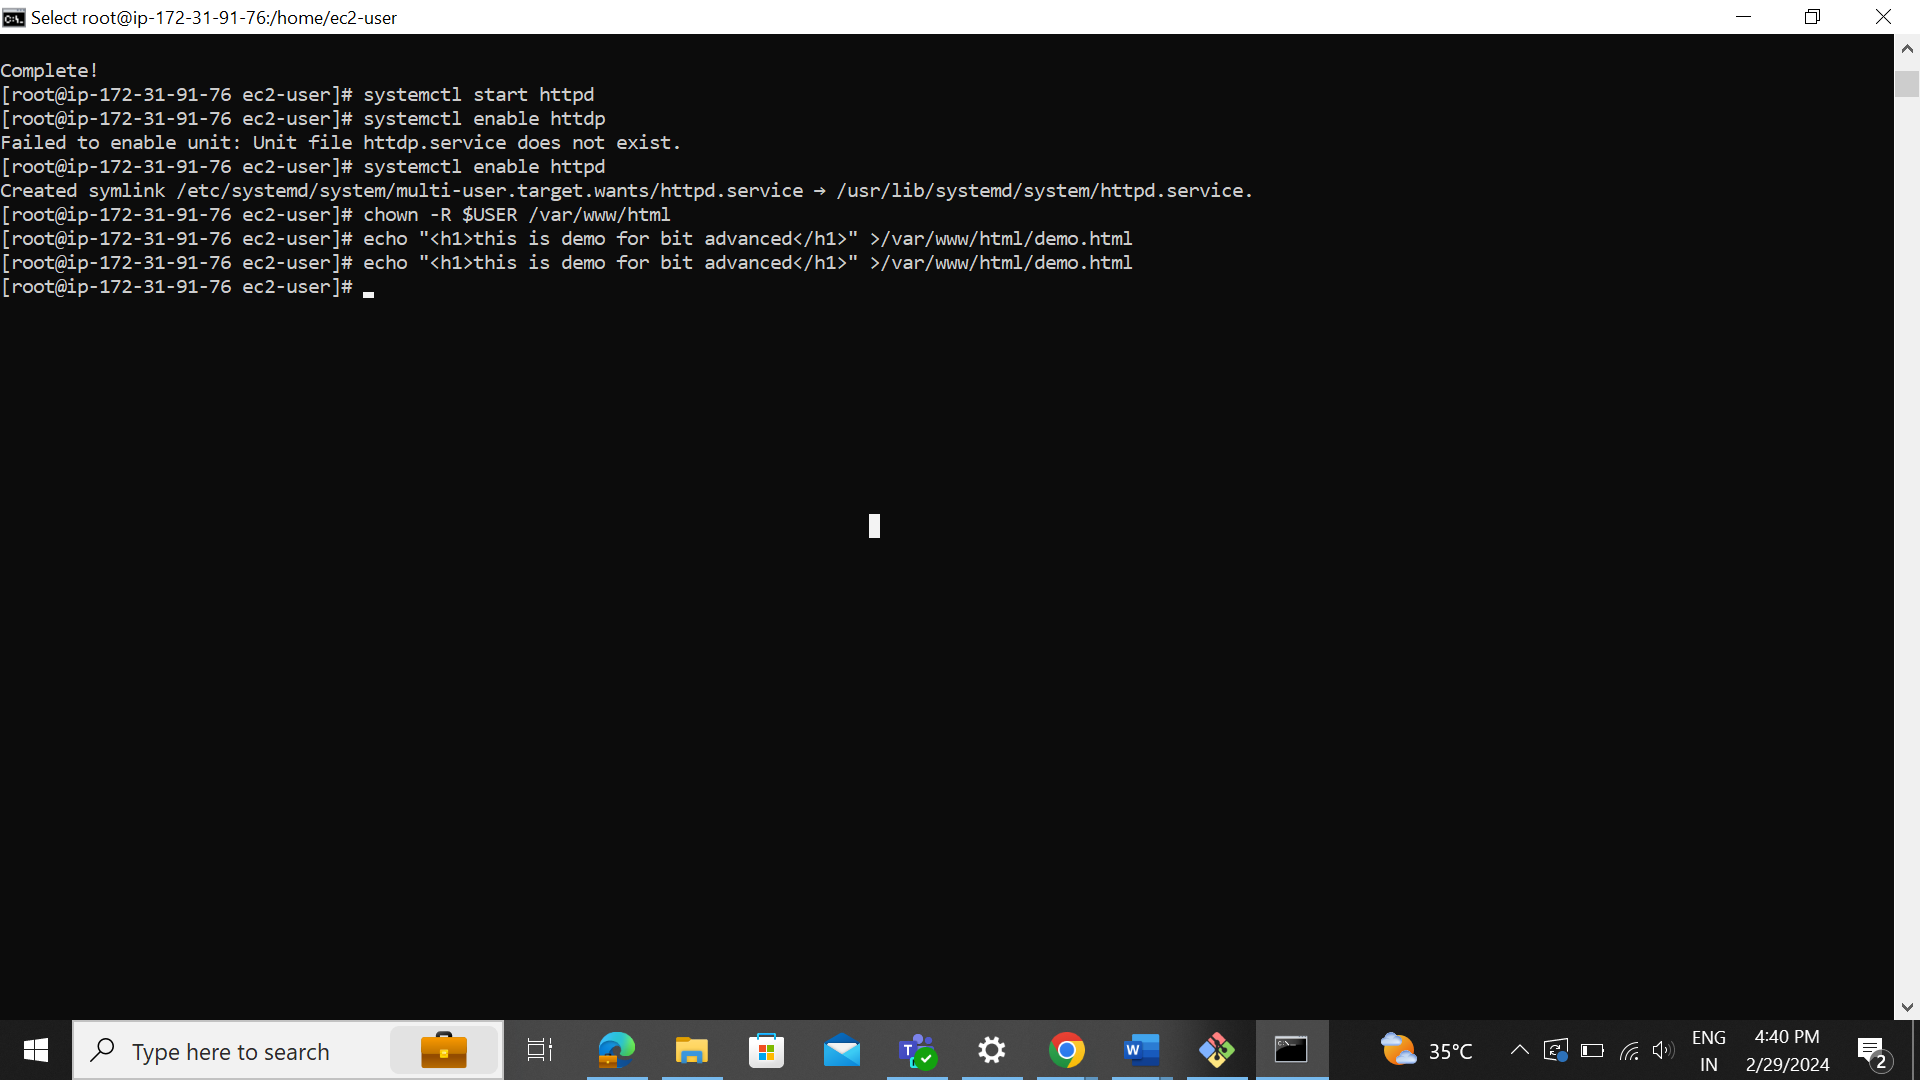 Select root@ip-172-31-91-76:/home/ec2-user
Complete!
[root@ip-172-31-91-76 ec2-user]# systemctl start httpd
[root@ip-172-31-91-76 ec2-user]# systemctl enable httdp
Failed to enable unit: Unit file httdp.service does not exist.
[root@ip-172-31-91-76 ec2-user]# systemctl enable httpd
Created symlink /etc/systemd/system/multi-user.target.wants/httpd.service → /usr/lib/systemd/system/httpd.service.
[root@ip-172-31-91-76 ec2-user]# chown -R $USER /var/www/html
[root@ip-172-31-91-76 ec2-user]# echo "<h1>this is demo for bit advanced</h1>" >/var/www/html/demo.html
[root@ip-172-31-91-76 ec2-user]# echo "<h1>this is demo for bit advanced</h1>" >/var/www/html/demo.html
[root@ip-172-31-91-76 ec2-user]#
Type here to search
35°C
ENG
IN
4:40 PM
2/29/2024
2